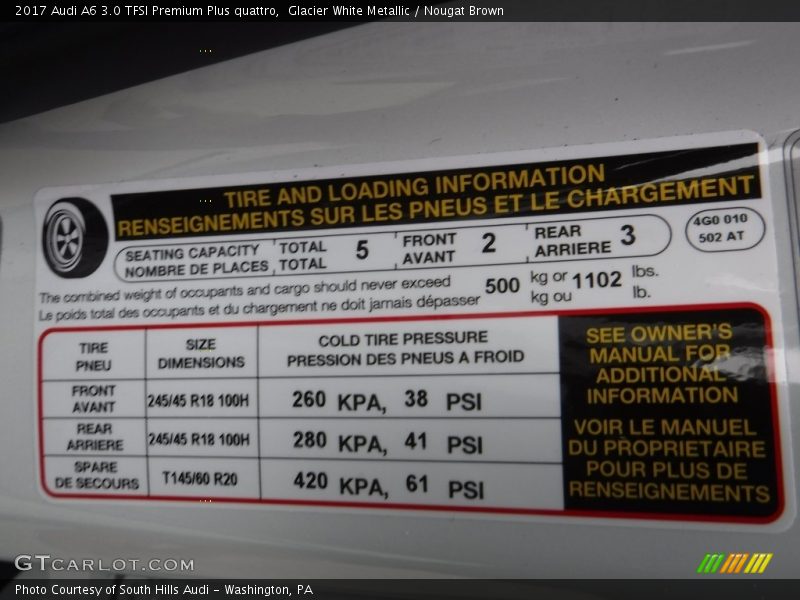 2017 Audi A6 3.0 TFSI Premium Plus quattro,  Glacier White Metallic / Nougat Brown
TIRE AND LOADING INFORMATION
RENSEIGNEMENTS SUR LES PNEUS ET LE CHARGEMENT
SEATING CAPACITY TOTAL 5 FRONT 2 REAR 3
NOMBRE DE PLACES TOTAL AVANT ARRIERE
4G0 010
502 AT
The combined weight of occupants and cargo should never exceed 500 kg or 1102 lbs.
Le poids total des occupants et du chargement ne doit jamais dépasser kg ou lb.
TIRE SIZE COLD TIRE PRESSURE
PNEU DIMENSIONS PRESSION DES PNEUS A FROID
FRONT
AVANT 245/45 R18 100H 260 KPA, 38 PSI
REAR
ARRIERE 245/45 R18 100H 280 KPA, 41 PSI
SPARE
DE SECOURS T145/60 R20 420 KPA, 61 PSI
SEE OWNER'S
MANUAL FOR
ADDITIONAL
INFORMATION
VOIR LE MANUEL
DU PROPRIETAIRE
POUR PLUS DE
RENSEIGNEMENTS
GTCARLOT.COM
Photo Courtesy of South Hills Audi - Washington, PA